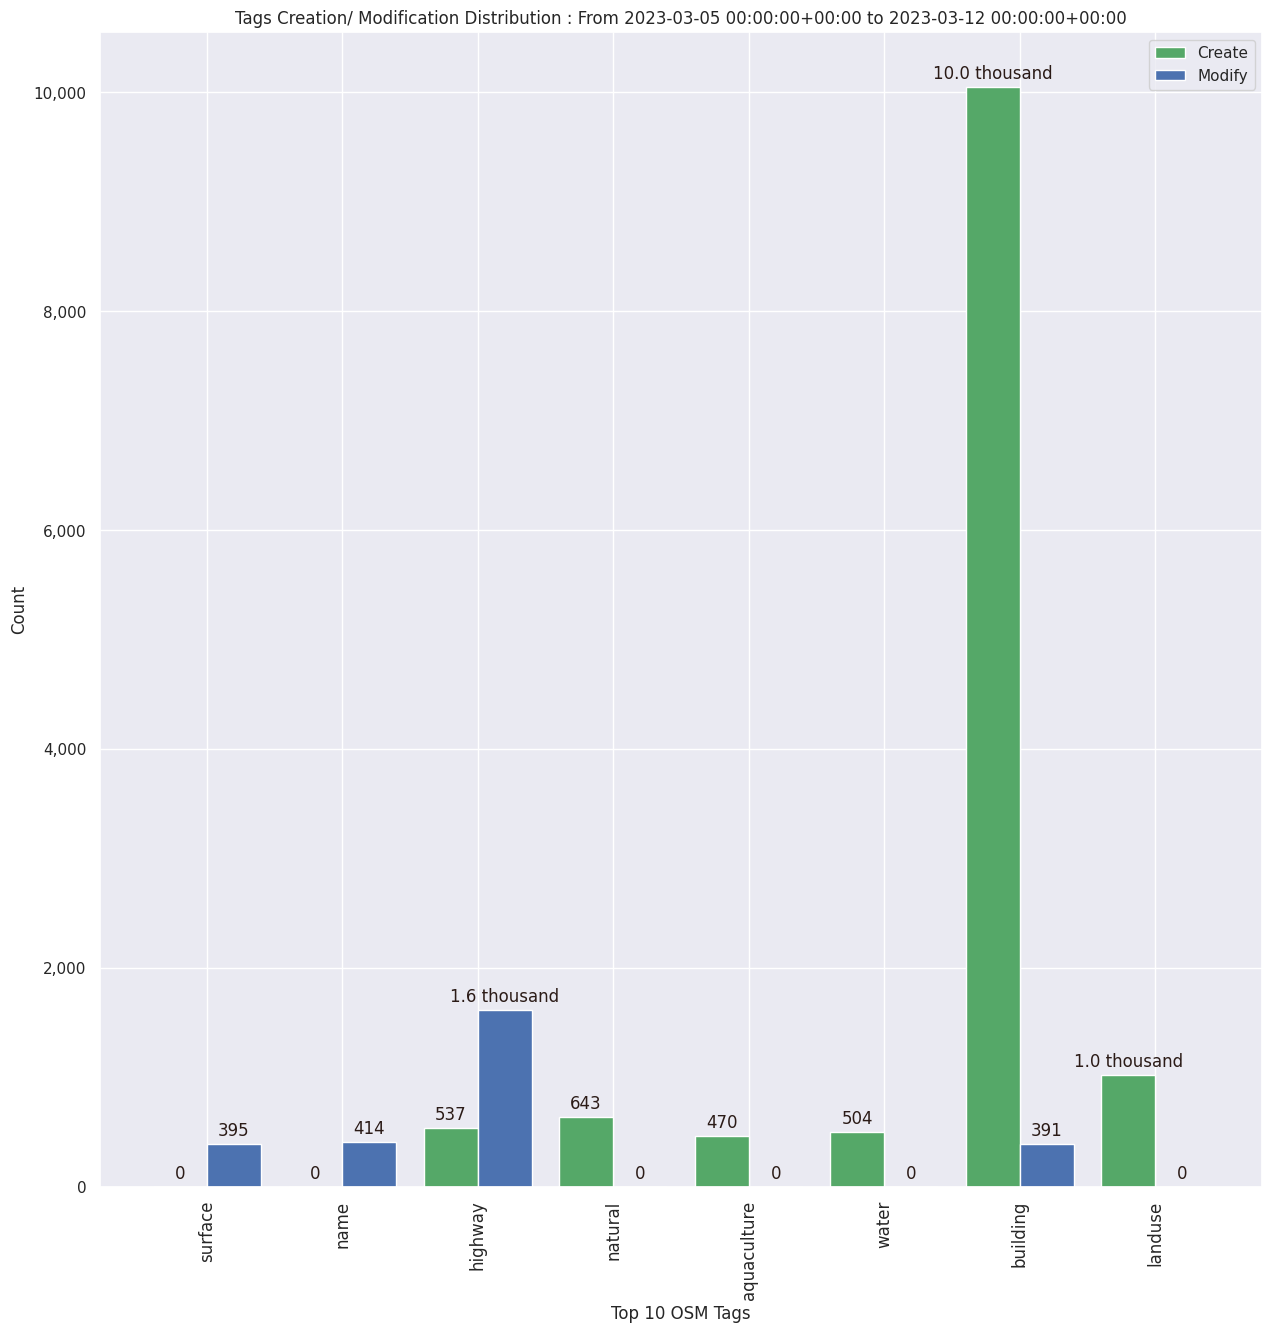 Tags Creation/ Modification Distribution : From 2023-03-05 00:00:00+00:00 to 2023-03-12 00:00:00+00:00
Create
Modify
10,000
8,000
6,000
4,000
2,000
0
Count
0
395
0
414
537
1.6 thousand
643
0
470
0
504
0
10.0 thousand
391
1.0 thousand
0
surface
name
highway
natural
aquaculture
water
building
landuse
Top 10 OSM Tags